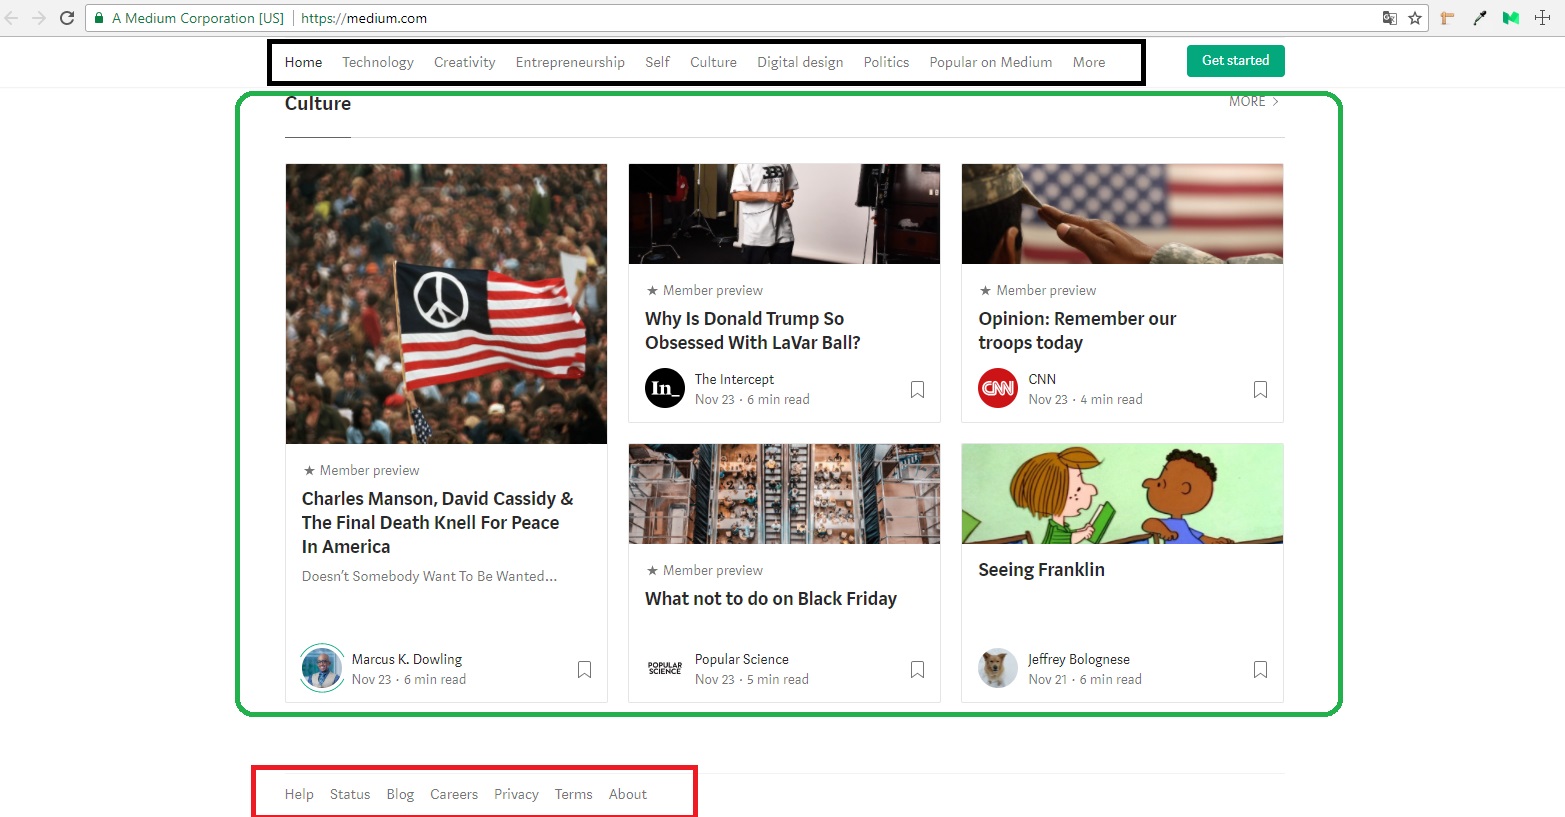 A Medium Corporation [US] | https://medium.com
Home Technology Creativity Entrepreneurship Self Culture Digital design Politics Popular on Medium More Get started
Culture MORE
★ Member preview
Charles Manson, David Cassidy &
The Final Death Knell For Peace
In America
Doesn't Somebody Want To Be Wanted...
Marcus K. Dowling
Nov 23 · 6 min read
BBB
★ Member preview
Why Is Donald Trump So
Obsessed With LaVar Ball?
In_
The Intercept
Nov 23 · 6 min read
★ Member preview
Opinion: Remember our
troops today
CNN
CNN
Nov 23 · 4 min read
★ Member preview
What not to do on Black Friday
POPULAR
SCIENCE
Popular Science
Nov 23 · 5 min read
Seeing Franklin
Jeffrey Bolognese
Nov 21 · 6 min read
Help Status Blog Careers Privacy Terms About